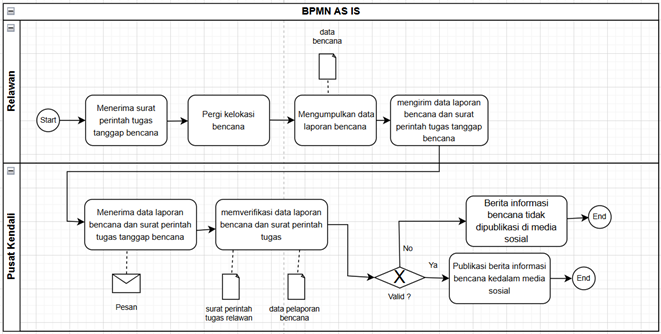 BPMN AS IS
Relawan
data
bencana
Start
Menerima surat
perintah tugas
tanggap bencana
Pergi kelokasi
bencana
Mengumpulkan data
laporan bencana
mengirim data laporan
bencana dan surat
perintah tugas tanggap
bencana
Pusat Kendali
Menerima data laporan
bencana dan surat perintah
tugas tanggap bencana
memverifikasi data laporan
bencana dan surat perintah
tugas
Pesan
surat perintah
tugas relawan
data pelaporan
bencana
X
Valid ?
No
Berita informasi
bencana tidak
dipublikasi di media
sosial
End
Ya
Publikasi berita informasi
bencana kedalam media
sosial
End